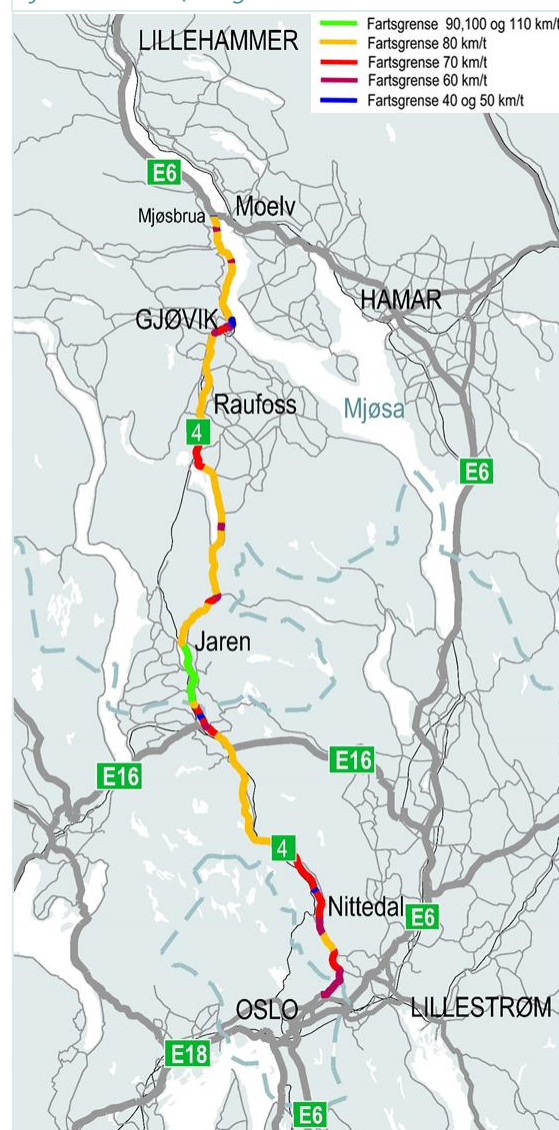 Fartsgrense 90,100 og 110 km/t
Fartsgrense 80 km/t
Fartsgrense 70 km/t
Fartsgrense 60 km/t
Fartsgrense 40 og 50 km/t
LILLEHAMMER
E6
Mjøsbrua
Moelv
HAMAR
GJØVIK
Raufoss
Mjøsa
4
E6
Jaren
E16
E16
4
Nittedal
E6
OSLO
LILLESTRØM
E18
E6